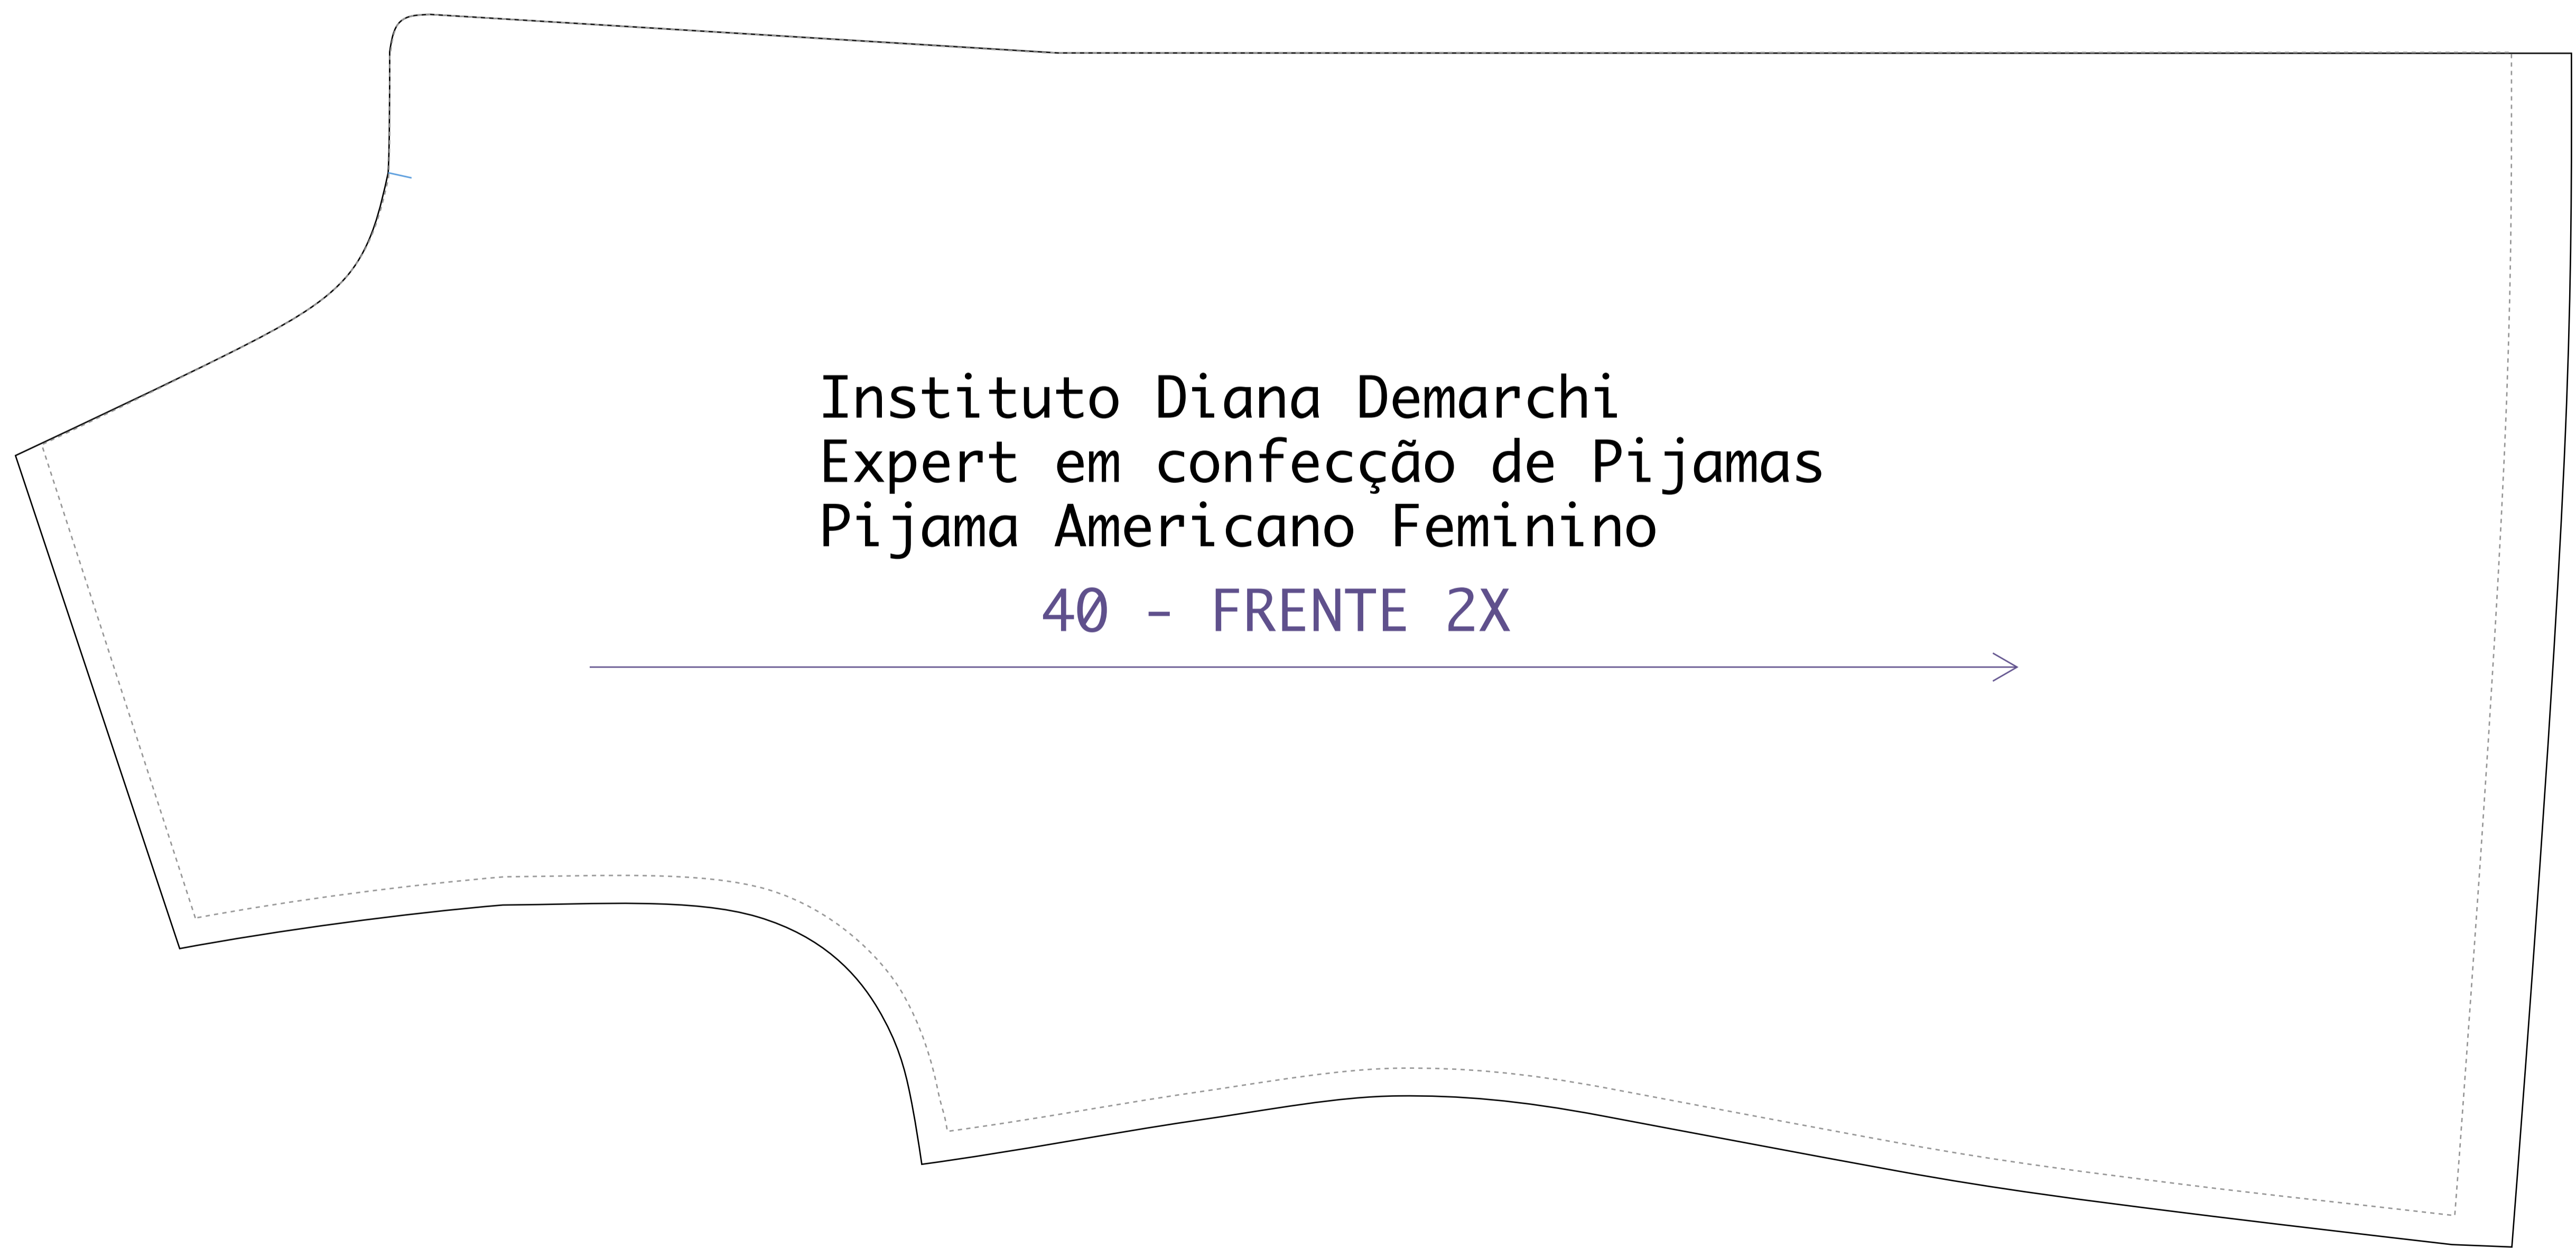 Instituto Diana Demarchi
Expert em confecção de Pijamas
Pijama Americano Feminino
40 - FRENTE 2X